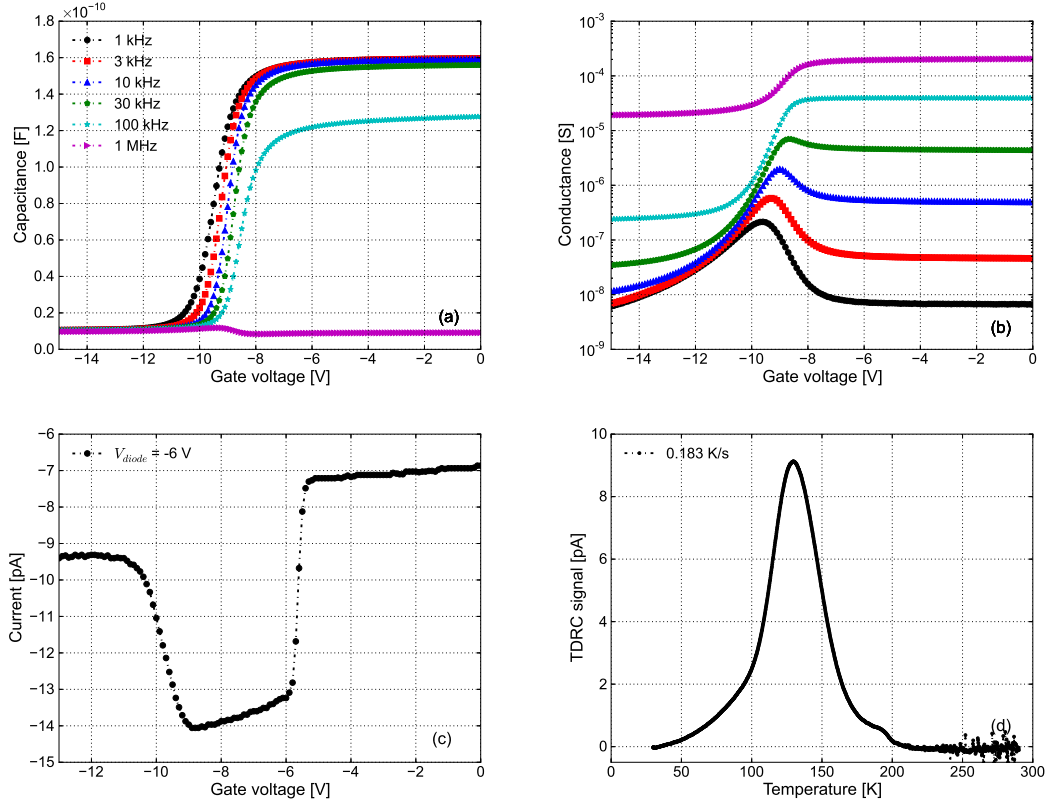 ×10⁻¹⁰
1.6
1.4
1.2
1.0
0.8
0.6
0.4
0.2
0.0
Capacitance [F]
1 kHz
3 kHz
10 kHz
30 kHz
100 kHz
1 MHz
(a)
−14 −12 −10 −8 −6 −4 −2 0
Gate voltage [V]
10⁻³
10⁻⁴
10⁻⁵
10⁻⁶
10⁻⁷
10⁻⁸
10⁻⁹
Conductance [S]
(b)
−14 −12 −10 −8 −6 −4 −2 0
Gate voltage [V]
−6
−7
−8
−9
−10
−11
−12
−13
−14
−15
Current [pA]
V_diode = -6 V
(c)
−12 −10 −8 −6 −4 −2 0
Gate voltage [V]
10
8
6
4
2
0
TDRC signal [pA]
0.183 K/s
(d)
0 50 100 150 200 250 300
Temperature [K]